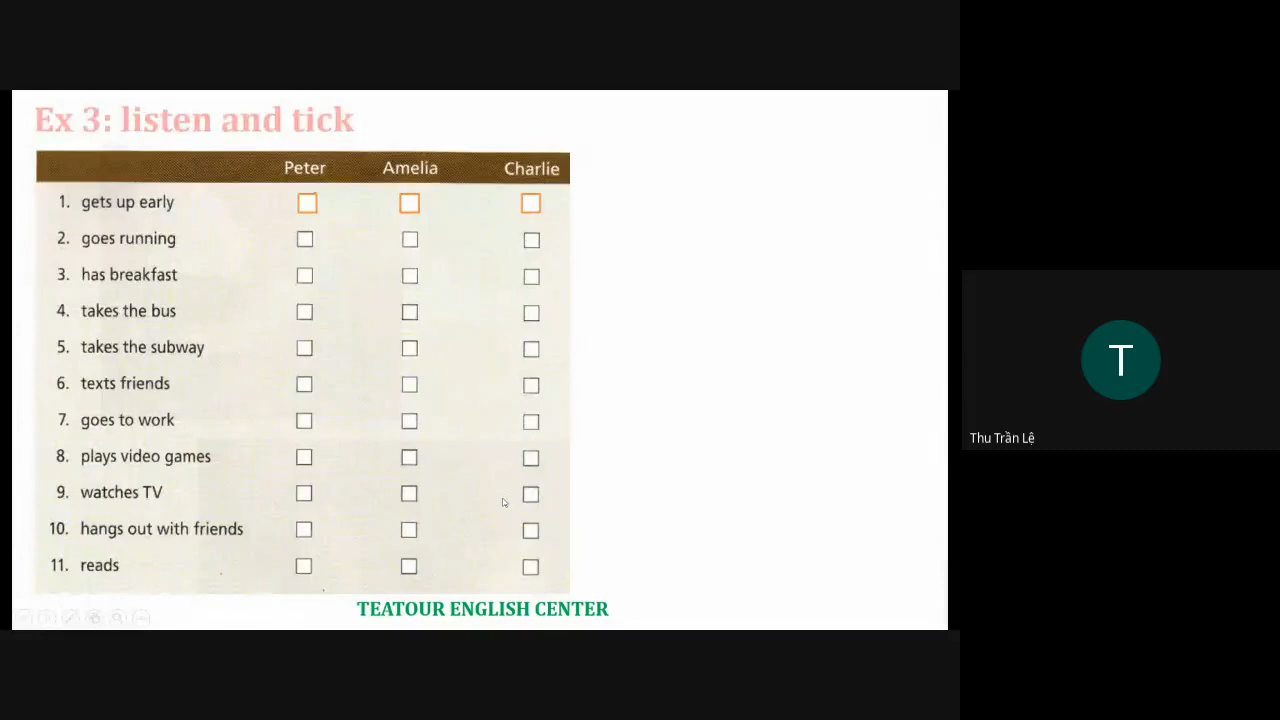 Ex 3: listen and tick
Peter Amelia Charlie
1. gets up early
2. goes running
3. has breakfast
4. takes the bus
5. takes the subway
6. texts friends
7. goes to work
8. plays video games
9. watches TV
10. hangs out with friends
11. reads
TEATOUR ENGLISH CENTER
T
Thu Trần Lệ